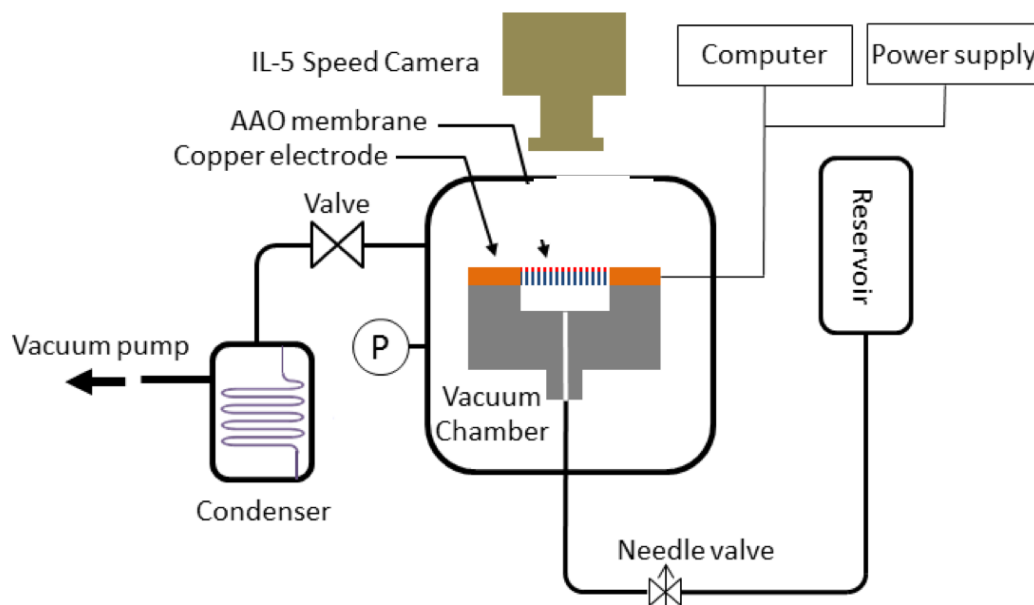 IL-5 Speed Camera
Computer
Power supply
AAO membrane
Copper electrode
Valve
Reservoir
P
Vacuum pump
Vacuum
Chamber
Condenser
Needle valve